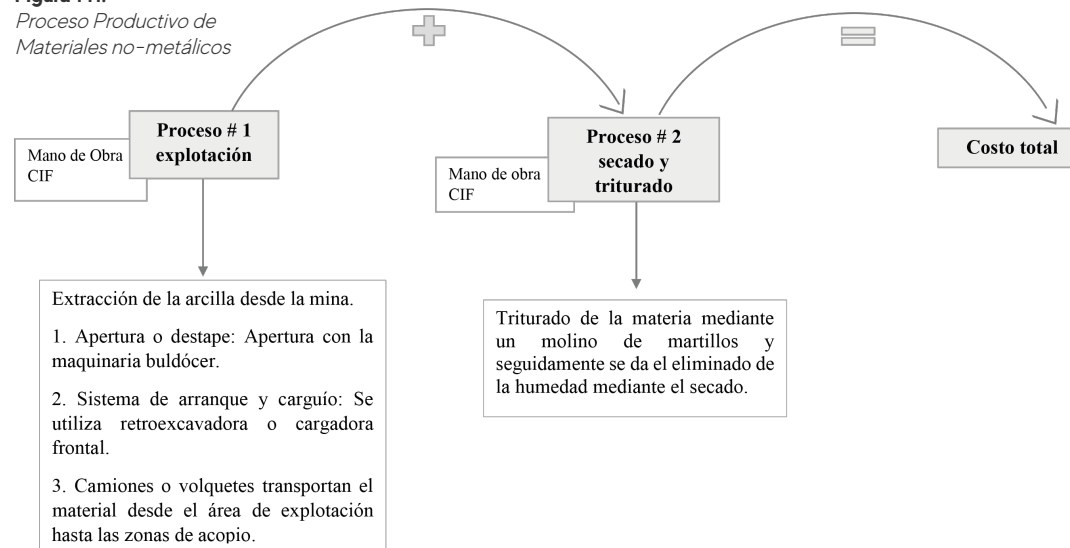 Proceso Productivo de
Materiales no-metálicos
Proceso # 1
explotación
Mano de Obra
CIF
Proceso # 2
secado y
triturado
Mano de obra
CIF
Costo total
Extracción de la arcilla desde la mina.
1. Apertura o destape: Apertura con la
maquinaria buldócer.
2. Sistema de arranque y carguío: Se
utiliza retroexcavadora o cargadora
frontal.
3. Camiones o volquetes transportan el
material desde el área de explotación
hasta las zonas de acopio.
Triturado de la materia mediante
un molino de martillos y
seguidamente se da el eliminado de
la humedad mediante el secado.